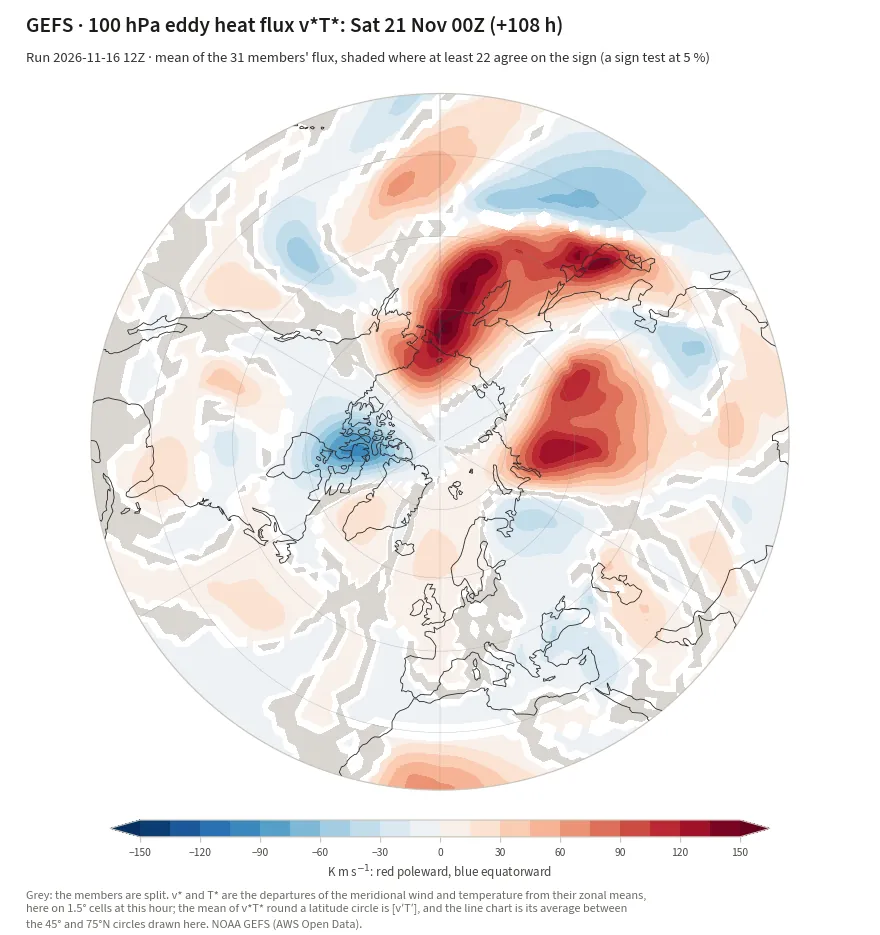 GEFS · 100 hPa eddy heat flux v*T*: Sat 21 Nov 00Z (+108 h)
Run 2026-11-16 12Z · mean of the 31 members' flux, shaded where at least 22 agree on the sign (a sign test at 5 %)
−150 −120 −90 −60 −30 0 30 60 90 120 150
K m s⁻¹: red poleward, blue equatorward
Grey: the members are split. v* and T* are the departures of the meridional wind and temperature from their zonal means,
here on 1.5° cells at this hour; the mean of v*T* round a latitude circle is [v'T'], and the line chart is its average between
the 45° and 75°N circles drawn here. NOAA GEFS (AWS Open Data).